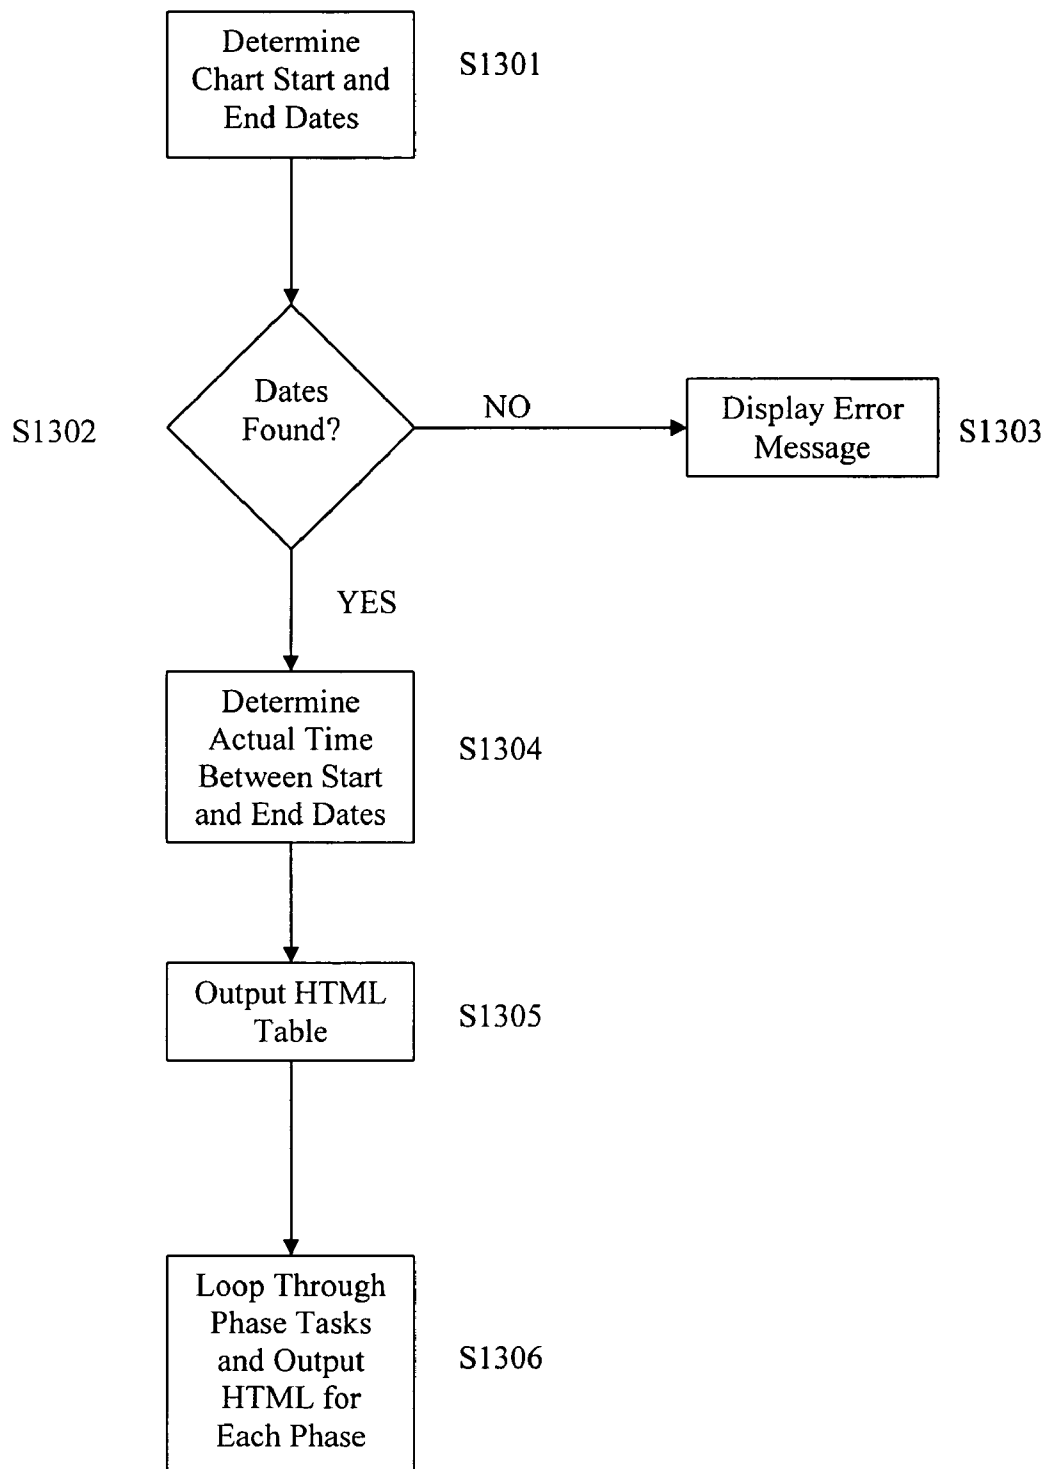 Determine
Chart Start and
End Dates
S1301
Dates
Found?
S1302
NO
Display Error
Message
S1303
YES
Determine
Actual Time
Between Start
and End Dates
S1304
Output HTML
Table
S1305
Loop Through
Phase Tasks
and Output
HTML for
Each Phase
S1306